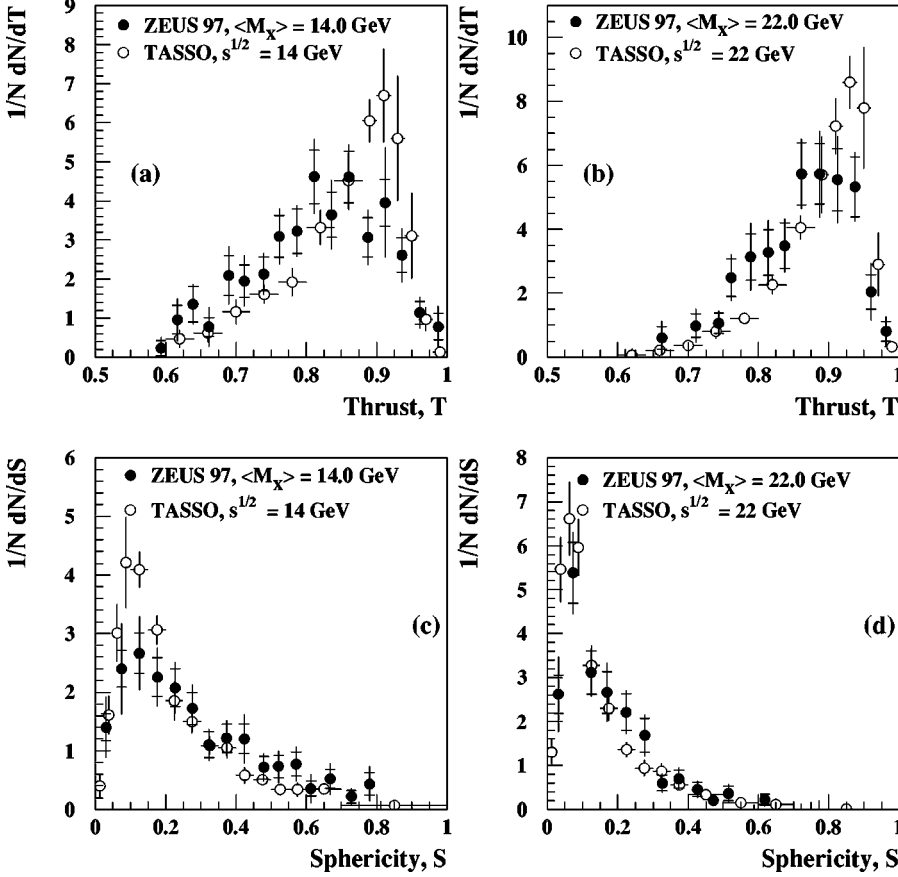 1/N dN/dT
9
8
7
6
5
4
3
2
1
0
ZEUS 97, <M_X> = 14.0 GeV
TASSO, s^1/2 = 14 GeV
(a)
0.5 0.6 0.7 0.8 0.9 1
Thrust, T
1/N dN/dT
10
8
6
4
2
0
ZEUS 97, <M_X> = 22.0 GeV
TASSO, s^1/2 = 22 GeV
(b)
0.5 0.6 0.7 0.8 0.9 1
Thrust, T
1/N dN/dS
6
5
4
3
2
1
0
ZEUS 97, <M_X> = 14.0 GeV
TASSO, s^1/2 = 14 GeV
(c)
0 0.2 0.4 0.6 0.8 1
Sphericity, S
1/N dN/dS
8
7
6
5
4
3
2
1
0
ZEUS 97, <M_X> = 22.0 GeV
TASSO, s^1/2 = 22 GeV
(d)
0 0.2 0.4 0.6 0.8 1
Sphericity, S